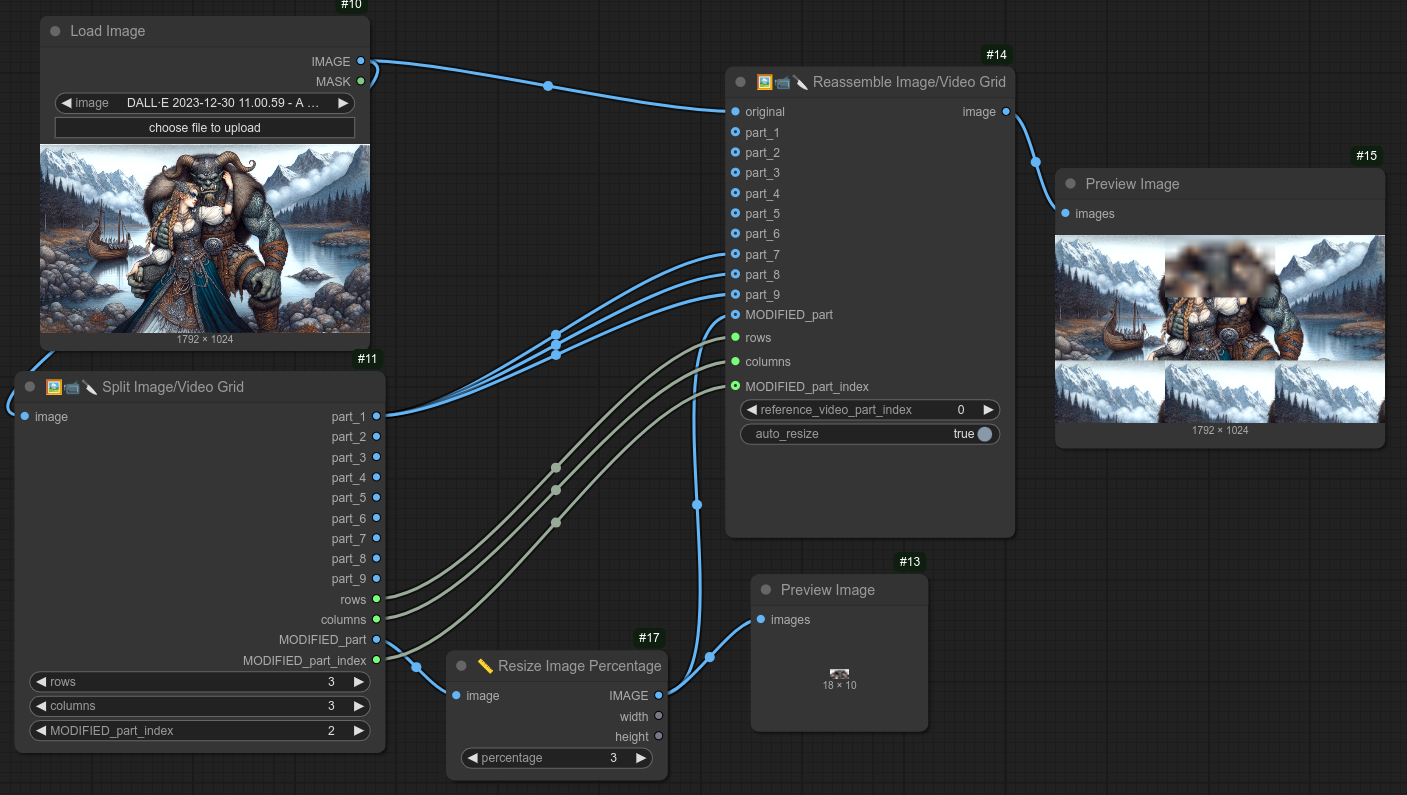 #10
Load Image
IMAGE
MASK
image DALL·E 2023-12-30 11.00.59 - A ...
choose file to upload
1792 × 1024
#11
Split Image/Video Grid
image
part_1
part_2
part_3
part_4
part_5
part_6
part_7
part_8
part_9
rows
columns
MODIFIED_part
MODIFIED_part_index
rows 3
columns 3
MODIFIED_part_index 2
#17
Resize Image Percentage
image IMAGE
width
height
percentage 3
#14
Reassemble Image/Video Grid
original image
part_1
part_2
part_3
part_4
part_5
part_6
part_7
part_8
part_9
MODIFIED_part
rows
columns
MODIFIED_part_index
reference_video_part_index 0
auto_resize true
#13
Preview Image
images
18 × 10
#15
Preview Image
images
1792 × 1024